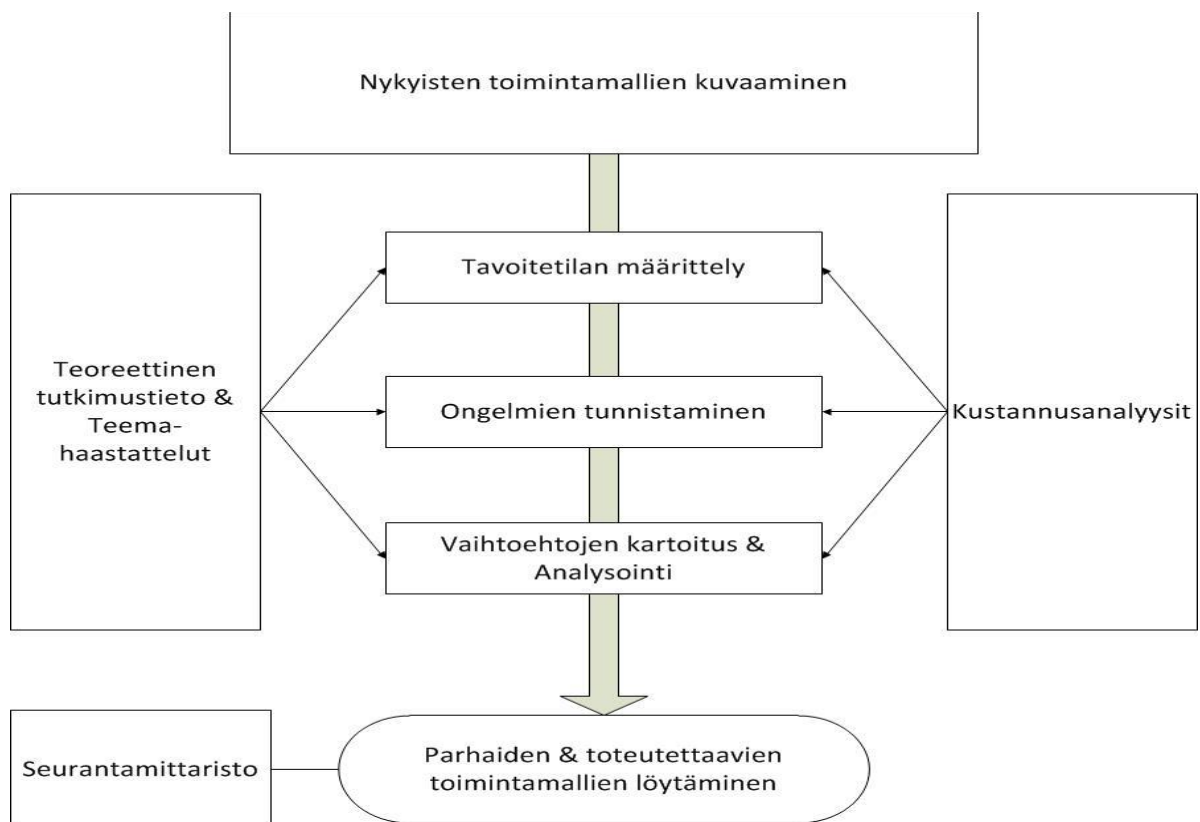 Nykyisten toimintamallien kuvaaminen
Tavoitetilan määrittely
Teoreettinen
tutkimustieto &
Teema-
haastattelut
Ongelmien tunnistaminen
Kustannusanalyysit
Vaihtoehtojen kartoitus &
Analysointi
Seurantamittaristo
Parhaiden & toteutettaavien
toimintamallien löytäminen